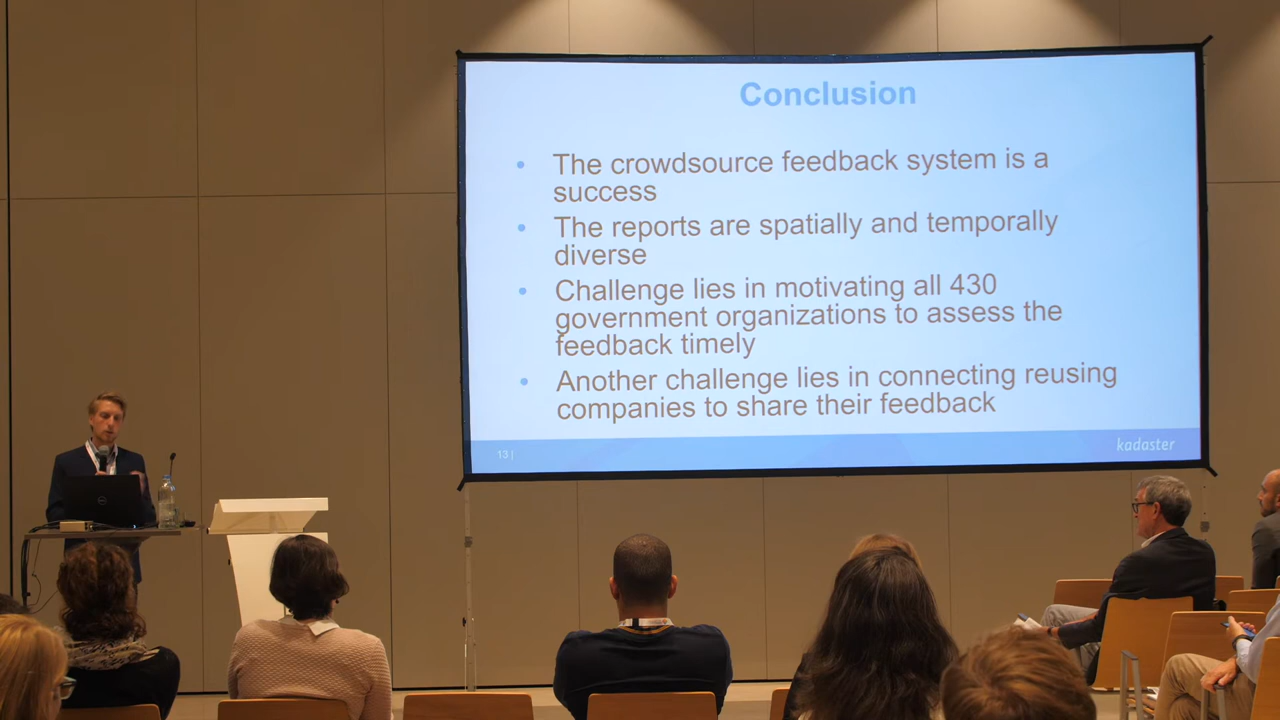 Conclusion
• The crowdsource feedback system is a
success
• The reports are spatially and temporally
diverse
• Challenge lies in motivating all 430
government organizations to assess the
feedback timely
• Another challenge lies in connecting reusing
companies to share their feedback
13 |
kadaster